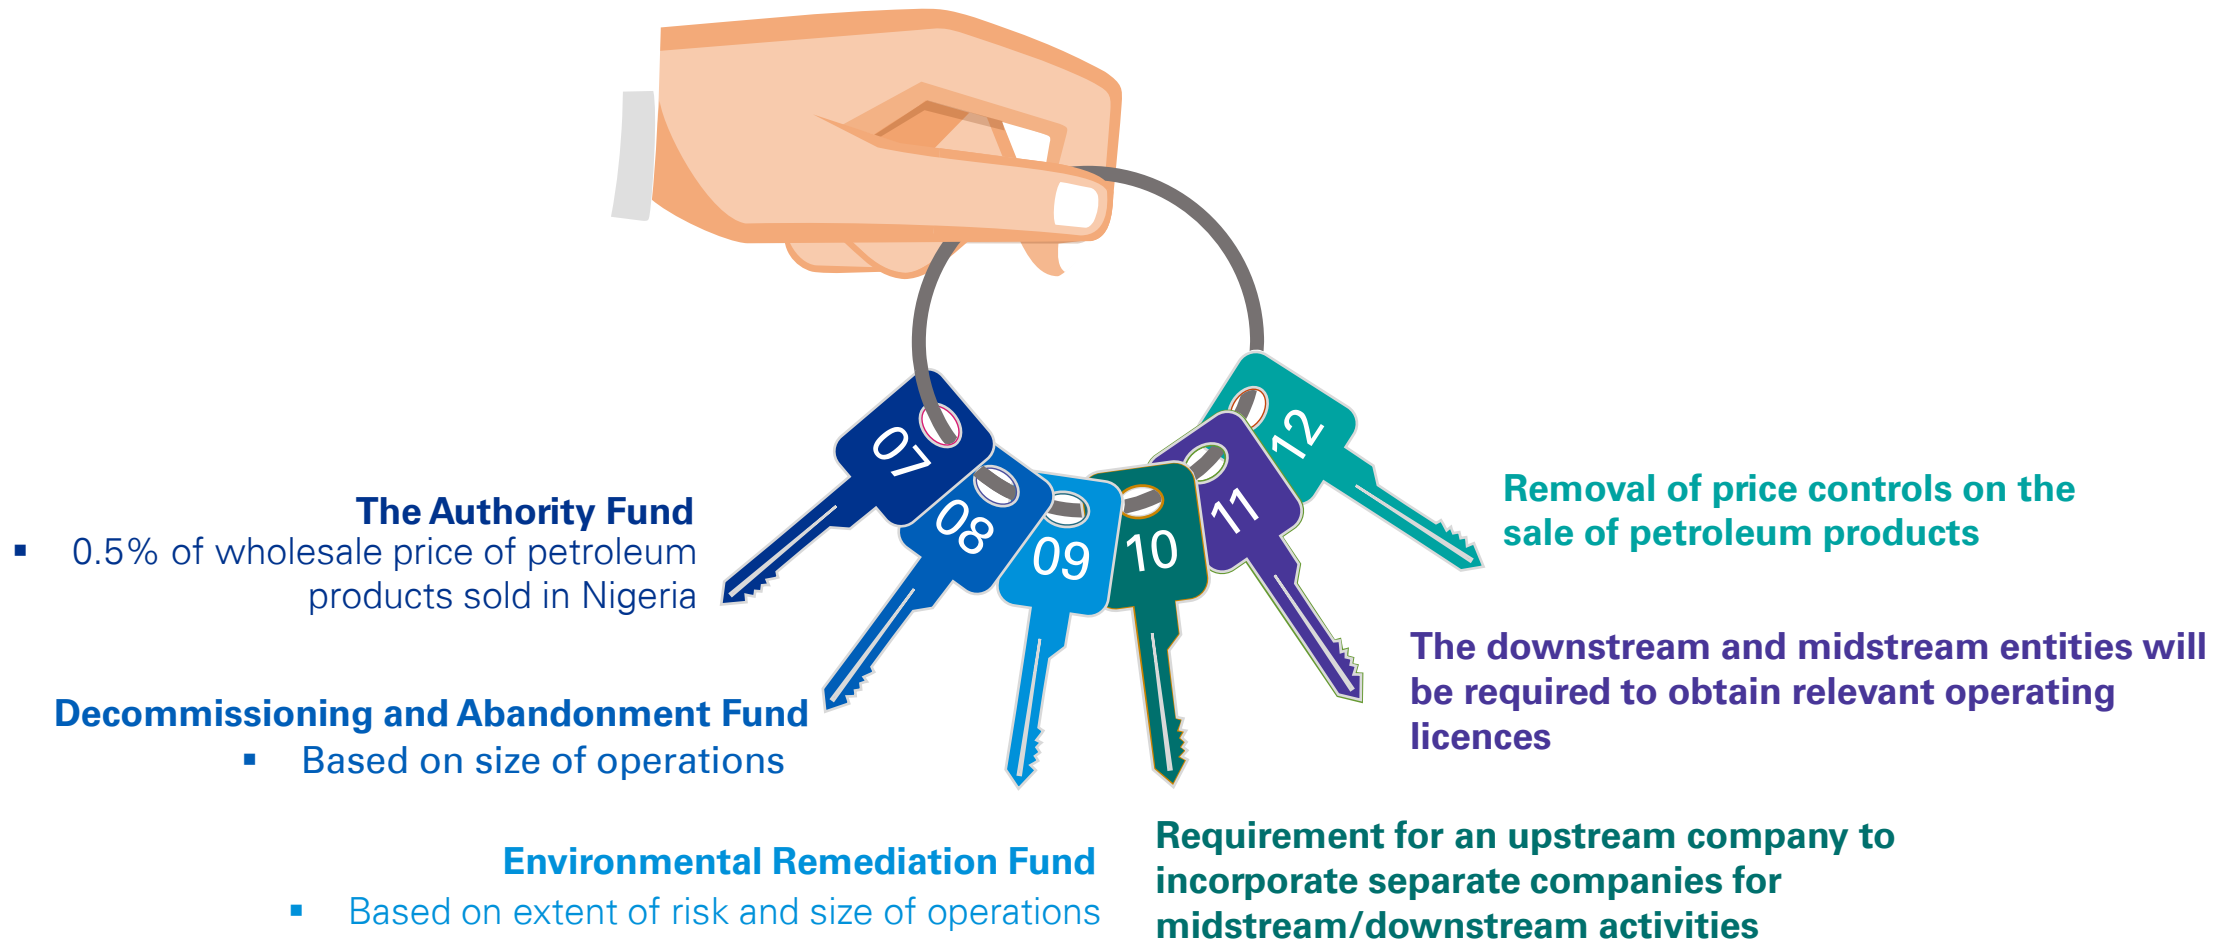 07
08
09
10
11
12
The Authority Fund
▪ 0.5% of wholesale price of petroleum
products sold in Nigeria
Decommissioning and Abandonment Fund
▪ Based on size of operations
Environmental Remediation Fund
▪ Based on extent of risk and size of operations
Requirement for an upstream company to
incorporate separate companies for
midstream/downstream activities
The downstream and midstream entities will
be required to obtain relevant operating
licences
Removal of price controls on the
sale of petroleum products